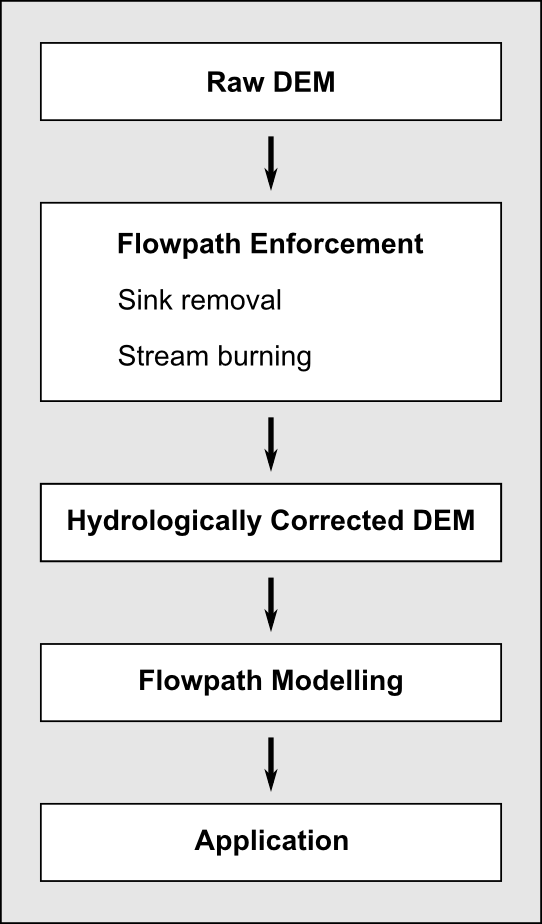 Raw DEM
Flowpath Enforcement
Sink removal
Stream burning
Hydrologically Corrected DEM
Flowpath Modelling
Application